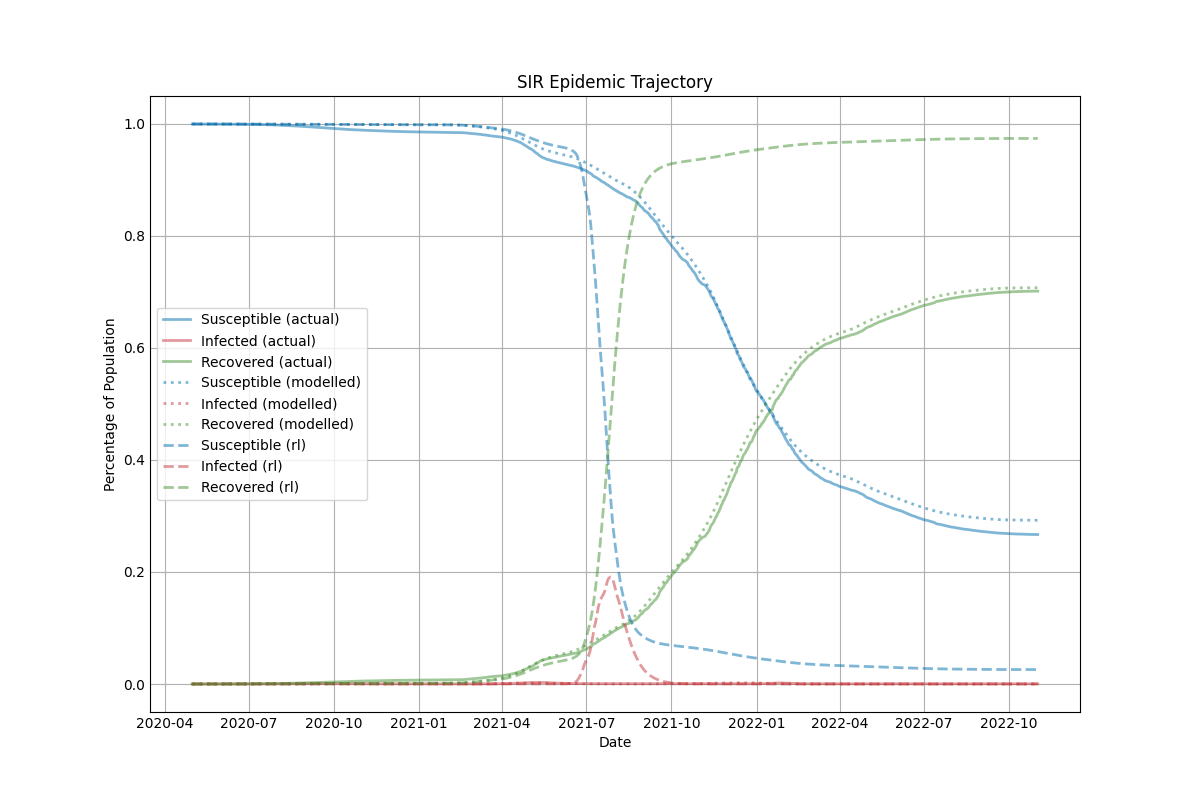 SIR Epidemic Trajectory
1.0
0.8
0.6
0.4
0.2
0.0
Percentage of Population
Susceptible (actual)
Infected (actual)
Recovered (actual)
Susceptible (modelled)
Infected (modelled)
Recovered (modelled)
Susceptible (rl)
Infected (rl)
Recovered (rl)
2020-04 2020-07 2020-10 2021-01 2021-04 2021-07 2021-10 2022-01 2022-04 2022-07 2022-10
Date